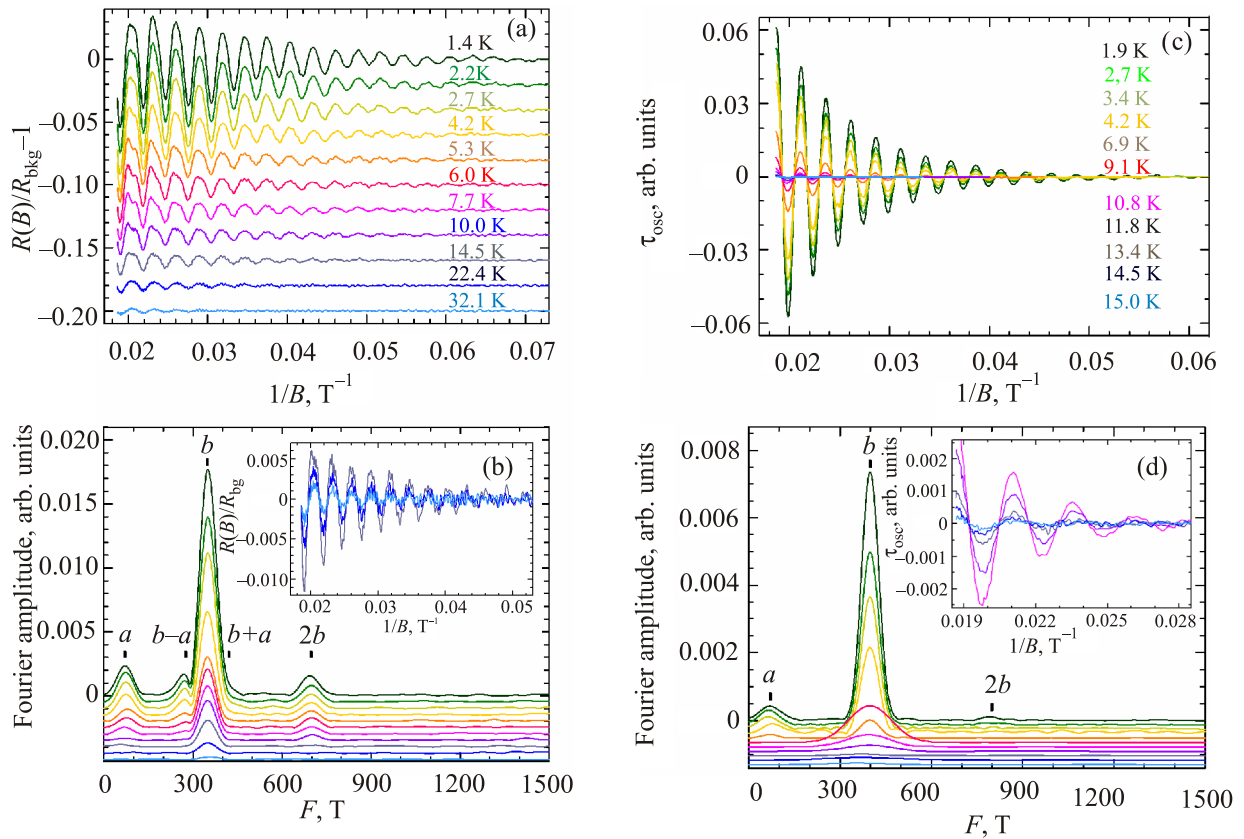 (a)
0
−0.05
−0.10
−0.15
−0.20
R(B)/R_bkg−1
1.4 K
2.2K
2.7 K
4.2 K
5.3 K
6.0 K
7.7 K
10.0 K
14.5 K
22.4 K
32.1 K
0.02 0.03 0.04 0.05 0.06 0.07
1/B, T⁻¹
(c)
0.06
0.03
0
−0.03
−0.06
τ_osc, arb. units
1.9 K
2,7 K
3.4 K
4.2 K
6.9 K
9.1 K
10.8 K
11.8 K
13.4 K
14.5 K
15.0 K
0.02 0.03 0.04 0.05 0.06
1/B, T⁻¹
(b)
0.020
0.015
0.010
0.005
0
Fourier amplitude, arb. units
b
a
b−a
b+a
2b
0.005
0
−0.005
−0.010
R(B)/R_bg
0.02 0.03 0.04 0.05 0.053
1/B, T⁻¹
0 300 600 900 1200 1500
F, T
(d)
0.008
0.006
0.004
0.002
0
Fourier amplitude, arb. units
b
a
2b
0.002
0.001
0
−0.001
−0.002
τ_osc, arb. units
0.019 0.022 0.025 0.028
1/B, T⁻¹
0 300 600 900 1200 1500
F, T